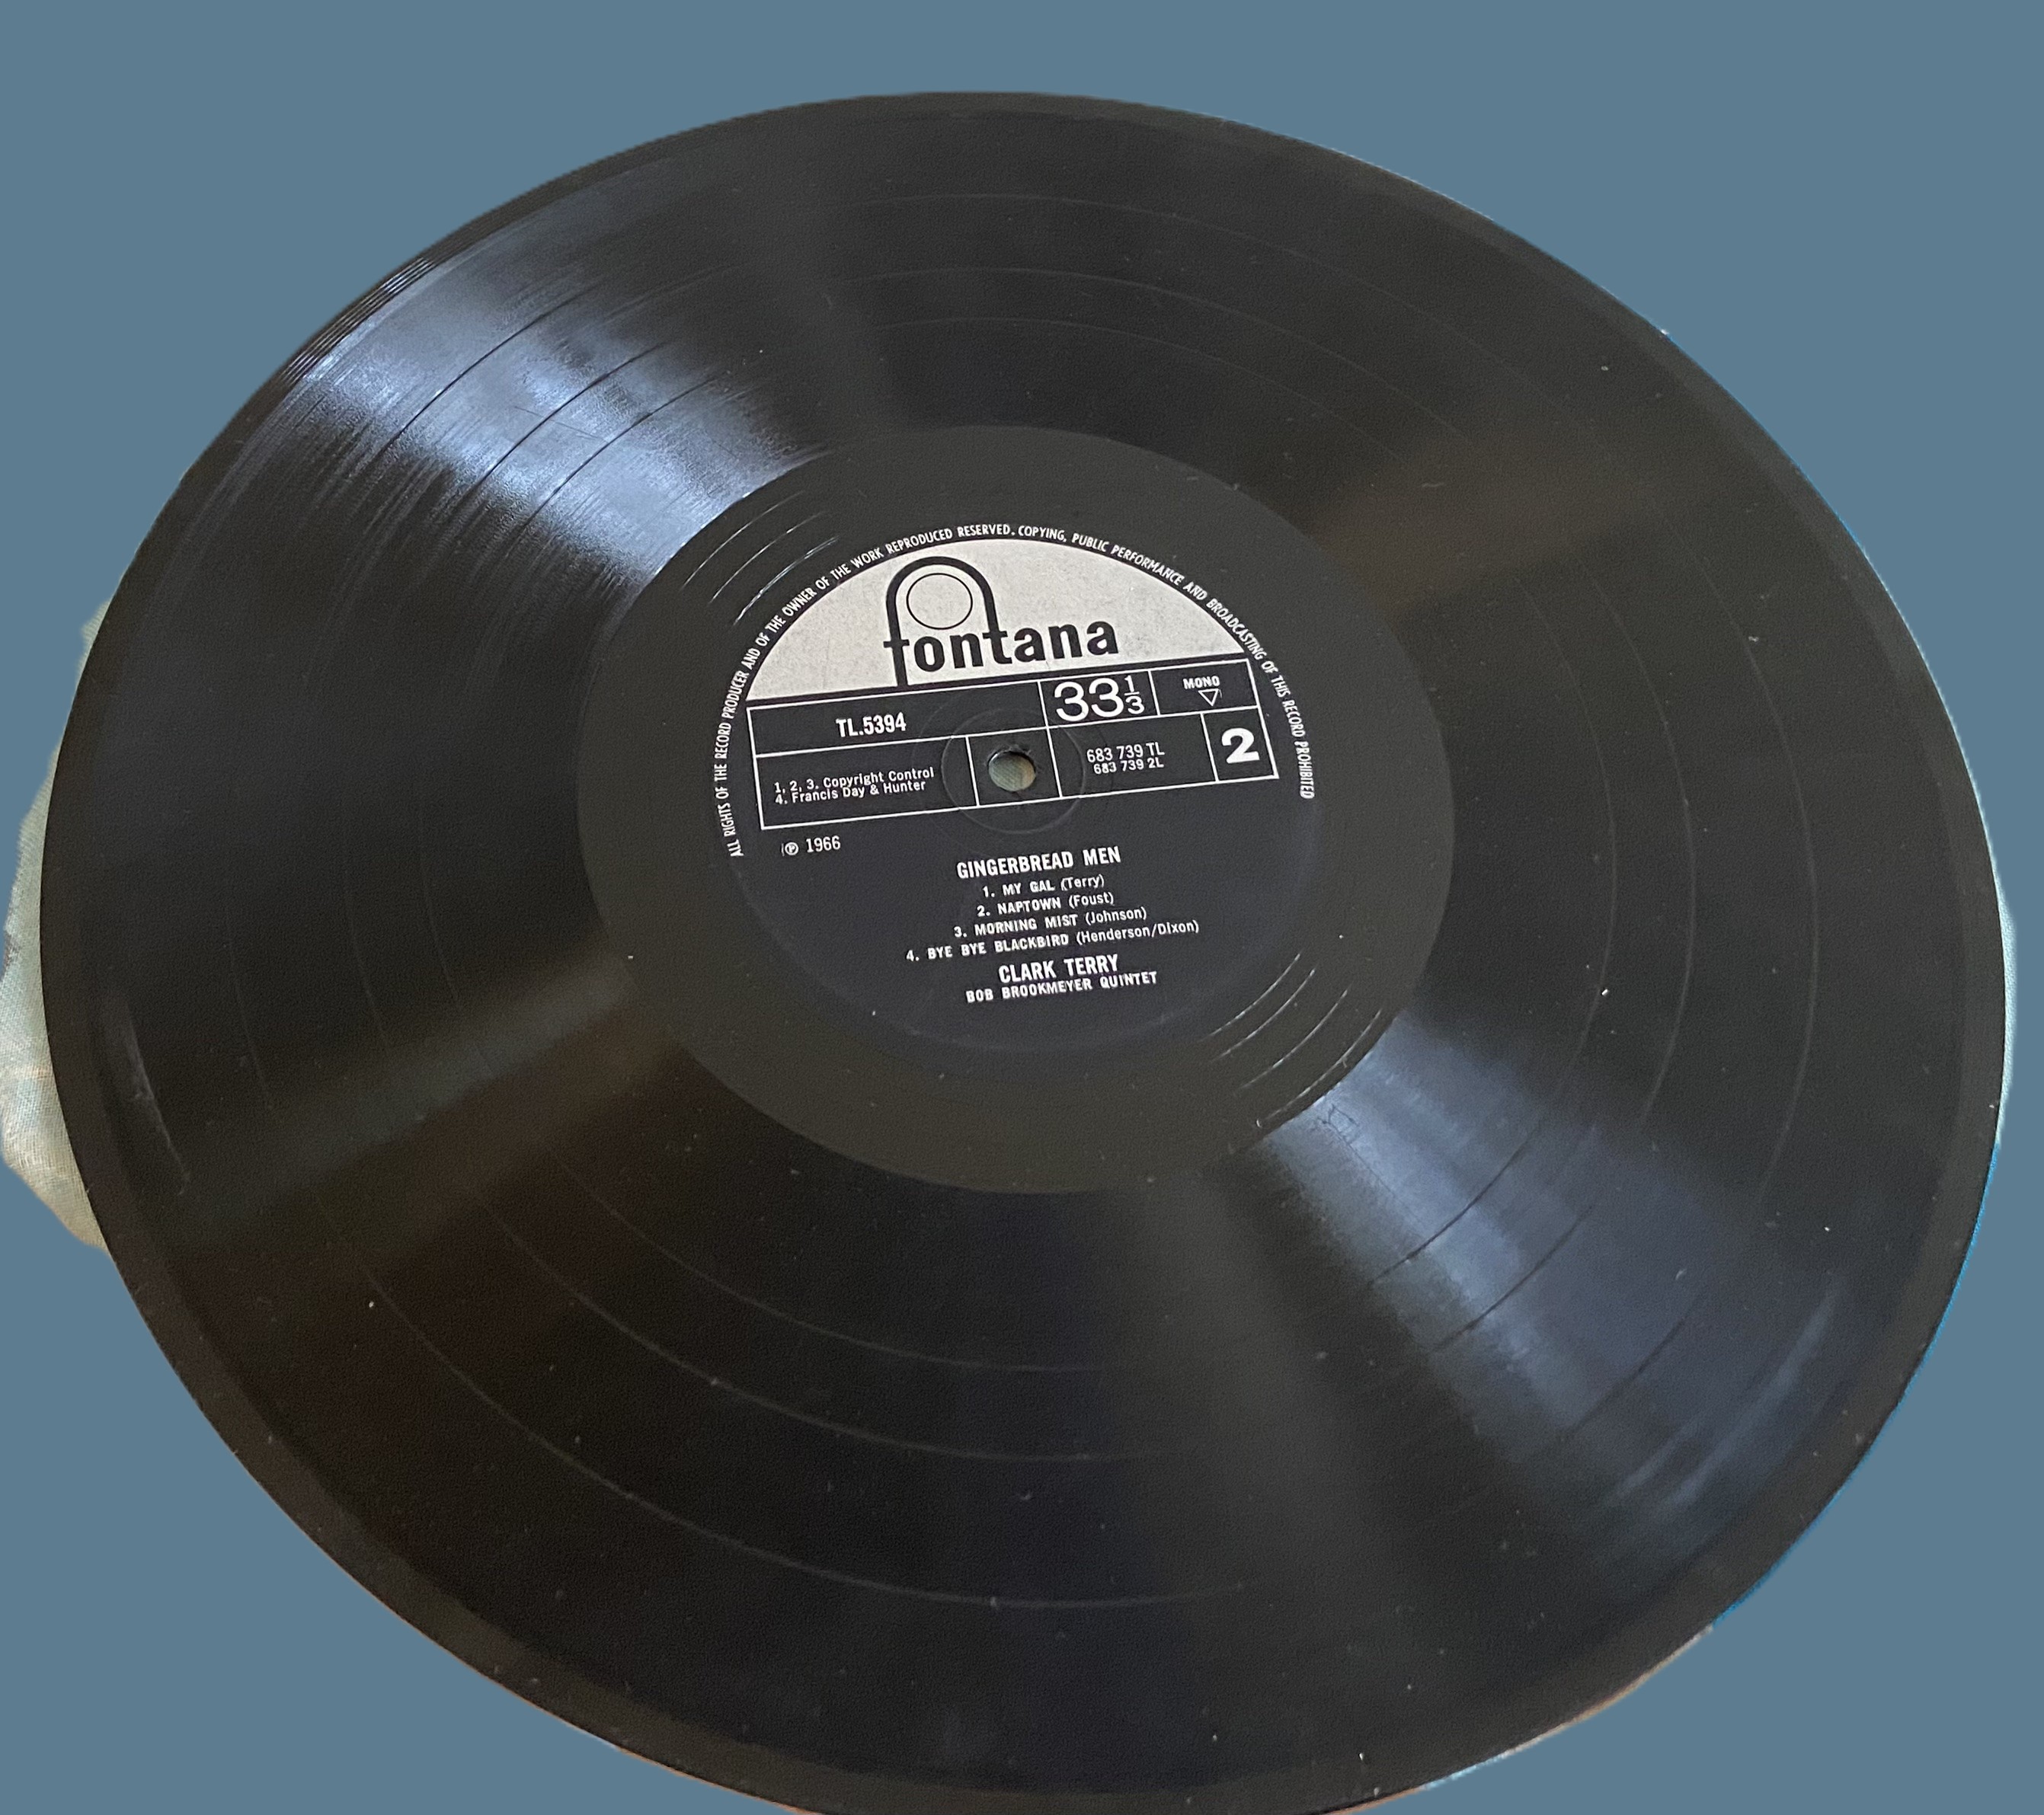 ALL RIGHTS OF THE RECORD PRODUCER AND OF THE OWNER OF THE WORK REPRODUCED RESERVED. COPYING, PUBLIC PERFORMANCE AND BROADCASTING OF THIS RECORD PROHIBITED
fontana
33 1/3
MONO
TL.5394
1, 2, 3. Copyright Control
4. Francis Day & Hunter
683 739 TL
683 739 2L
2
℗ 1966
GINGERBREAD MEN
1. MY GAL (Terry)
2. NAPTOWN (Foust)
3. MORNING MIST (Johnson)
4. BYE BYE BLACKBIRD (Henderson/Dixon)
CLARK TERRY
BOB BROOKMEYER QUINTET